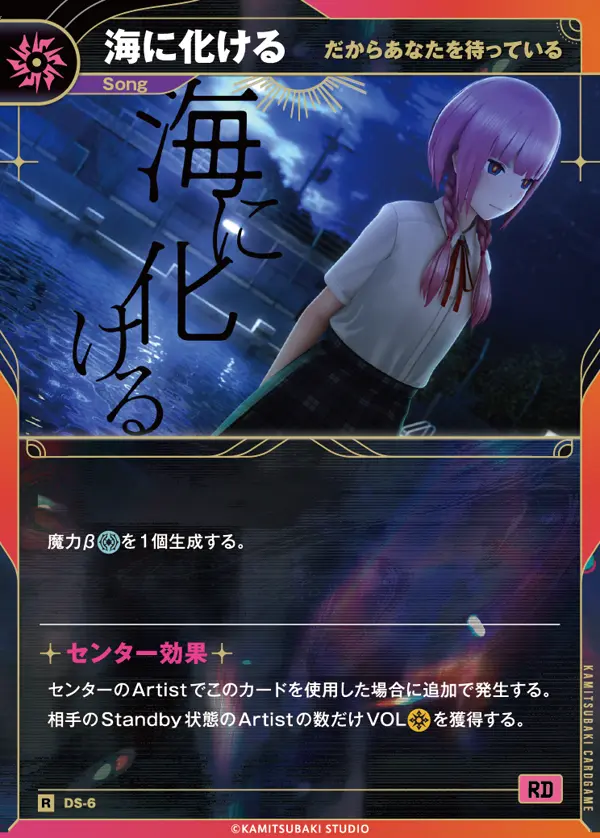 海に化ける
だからあなたを待っている
Song
海に化ける
魔力βを1個生成する。
センター効果
センターのArtistでこのカードを使用した場合に追加で発生する。
相手のStandby状態のArtistの数だけVOLを獲得する。
KAMITSUBAKI CARDGAME
RD
R DS-6
©KAMITSUBAKI STUDIO